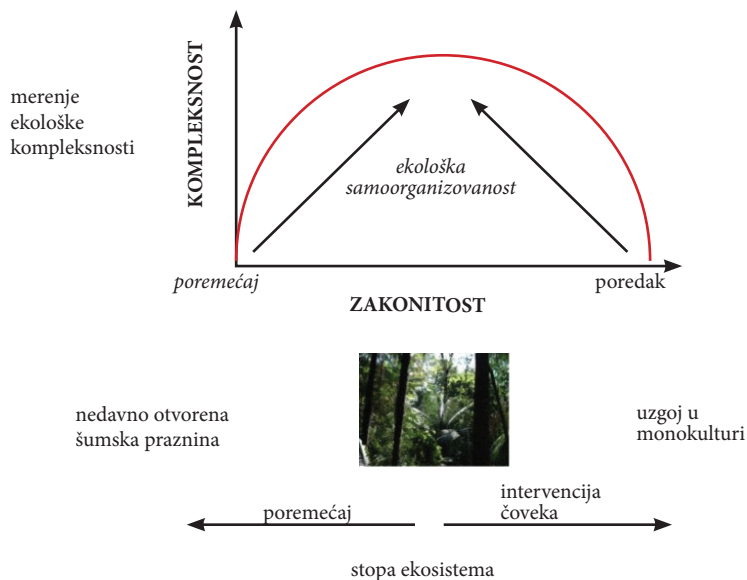 merenje
ekološke
kompleksnosti
KOMPLEKSNOST
ekološka
samoorganizovanost
poremećaj
poredak
ZAKONITOST
nedavno otvorena
šumska praznina
uzgoj u
monokulturi
poremećaj
intervencija
čoveka
stopa ekosistema